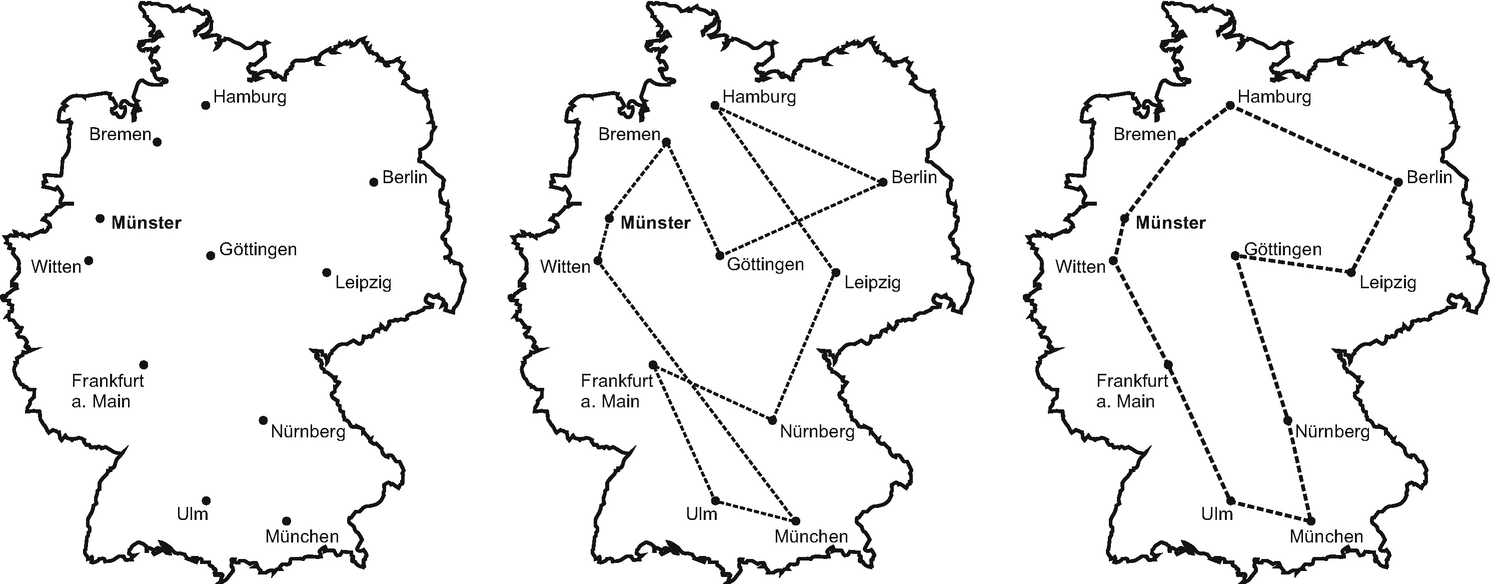 Hamburg
Bremen
Berlin
Münster
Göttingen
Witten
Leipzig
Frankfurt
a. Main
Nürnberg
Ulm
München
Hamburg
Bremen
Berlin
Münster
Göttingen
Witten
Leipzig
Frankfurt
a. Main
Nürnberg
Ulm
München
Hamburg
Bremen
Berlin
Münster
Göttingen
Witten
Leipzig
Frankfurt
a. Main
Nürnberg
Ulm
München